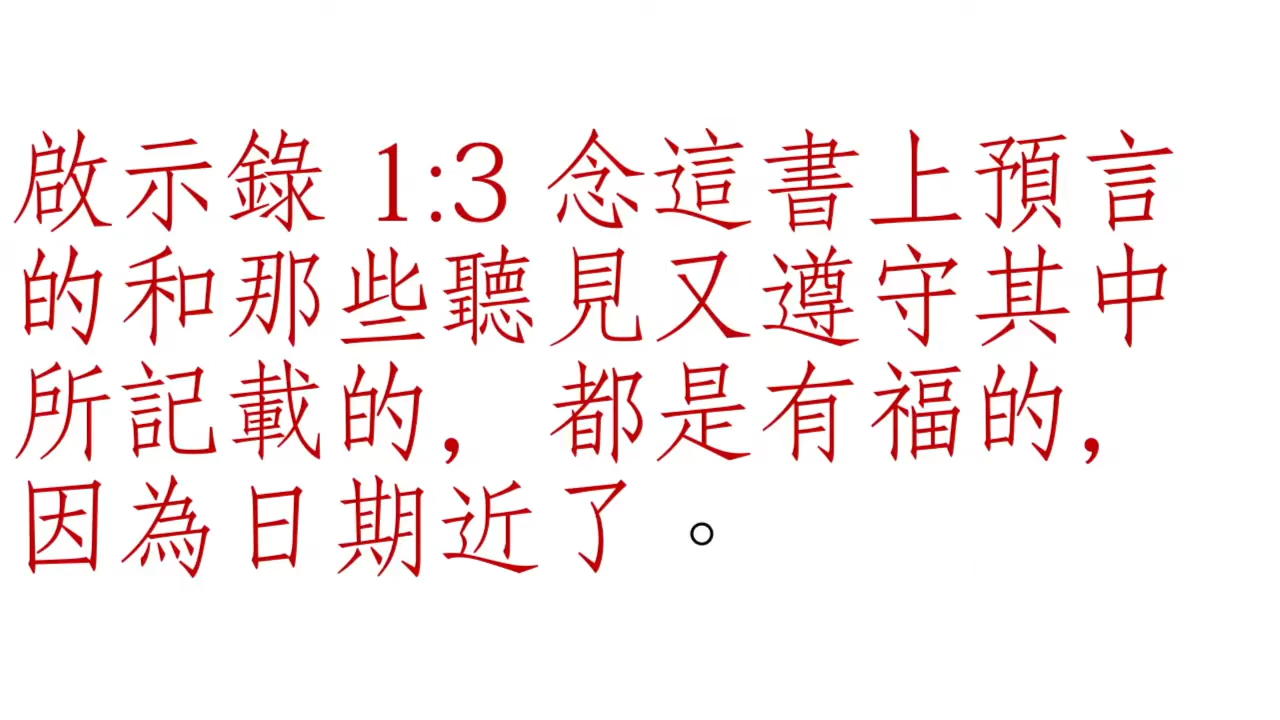 啟示錄 1:3 念這書上預言
的和那些聽見又遵守其中
所記載的，都是有福的，
因為日期近了 。